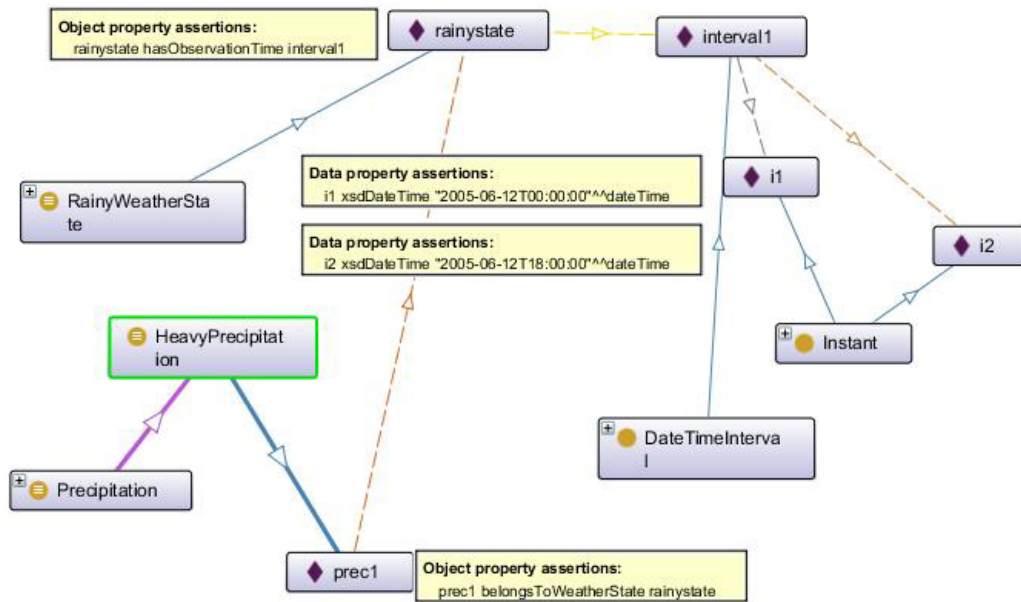 Object property assertions:
rainystate hasObservationTime interval1
rainystate
interval1
Data property assertions:
i1 xsdDateTime "2005-06-12T00:00:00"^^dateTime
i1
RainyWeatherSta
te
Data property assertions:
i2 xsdDateTime "2005-06-12T18:00:00"^^dateTime
i2
HeavyPrecipitat
ion
Instant
DateTimeInterva
l
Precipitation
prec1
Object property assertions:
prec1 belongsToWeatherState rainystate